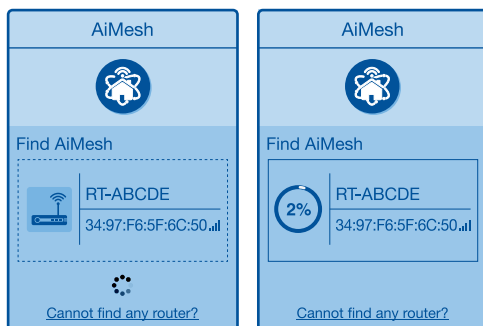 AiMesh
Find AiMesh
RT-ABCDE
34:97:F6:5F:6C:50
Cannot find any router?
AiMesh
Find AiMesh
2%
RT-ABCDE
34:97:F6:5F:6C:50
Cannot find any router?